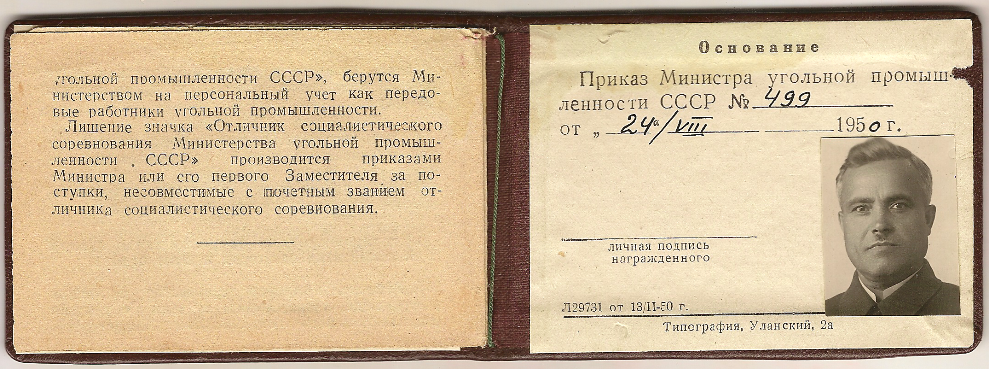 угольной промышленности СССР», берутся Ми-
нистерством на персональный учет как передо-
вые работники угольной промышленности.
Лишение значка «Отличник социалистического
соревнования Министерства угольной промыш-
ленности СССР» производится приказами
Министра или его первого Заместителя за по-
ступки, несовместимые с почетным званием от-
личника социалистического соревнования.
Основание
Приказ Министра угольной промыш-
ленности СССР № 499
от „ 24а/VIII 1950 г.
личная подпись
награжденного
Л29731 от 13/II-50 г.
Типография, Уланский, 2а